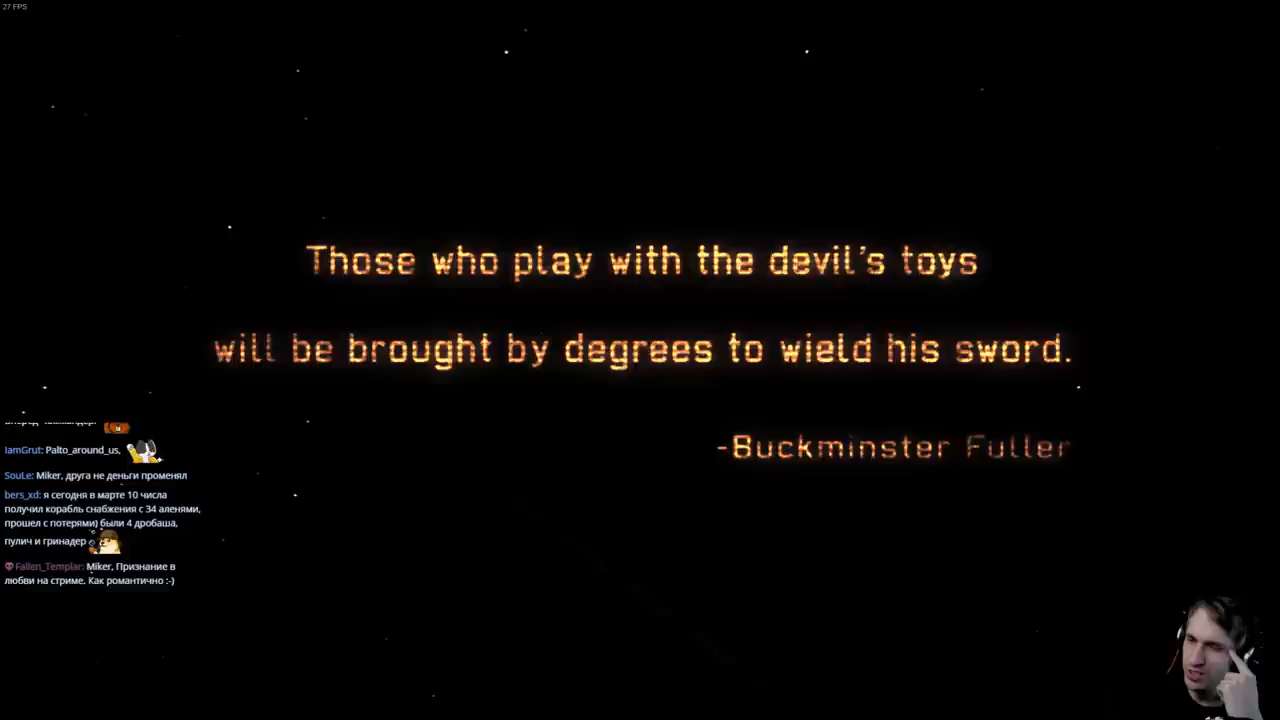 27 FPS
Those who play with the devil's toys
will be brought by degrees to wield his sword.
-Buckminster Fuller
IamGrut: Palto_around_us,
SouLe: Miker, друга не деньги променял
bers_xd: я сегодня в марте 10 числа
получил корабль снабжения с 34 аленями,
прошел с потерями) были 4 дробаша,
пулич и гринадер
Fallen_Templar: Miker, Признание в
любви на стриме. Как романтично :-)